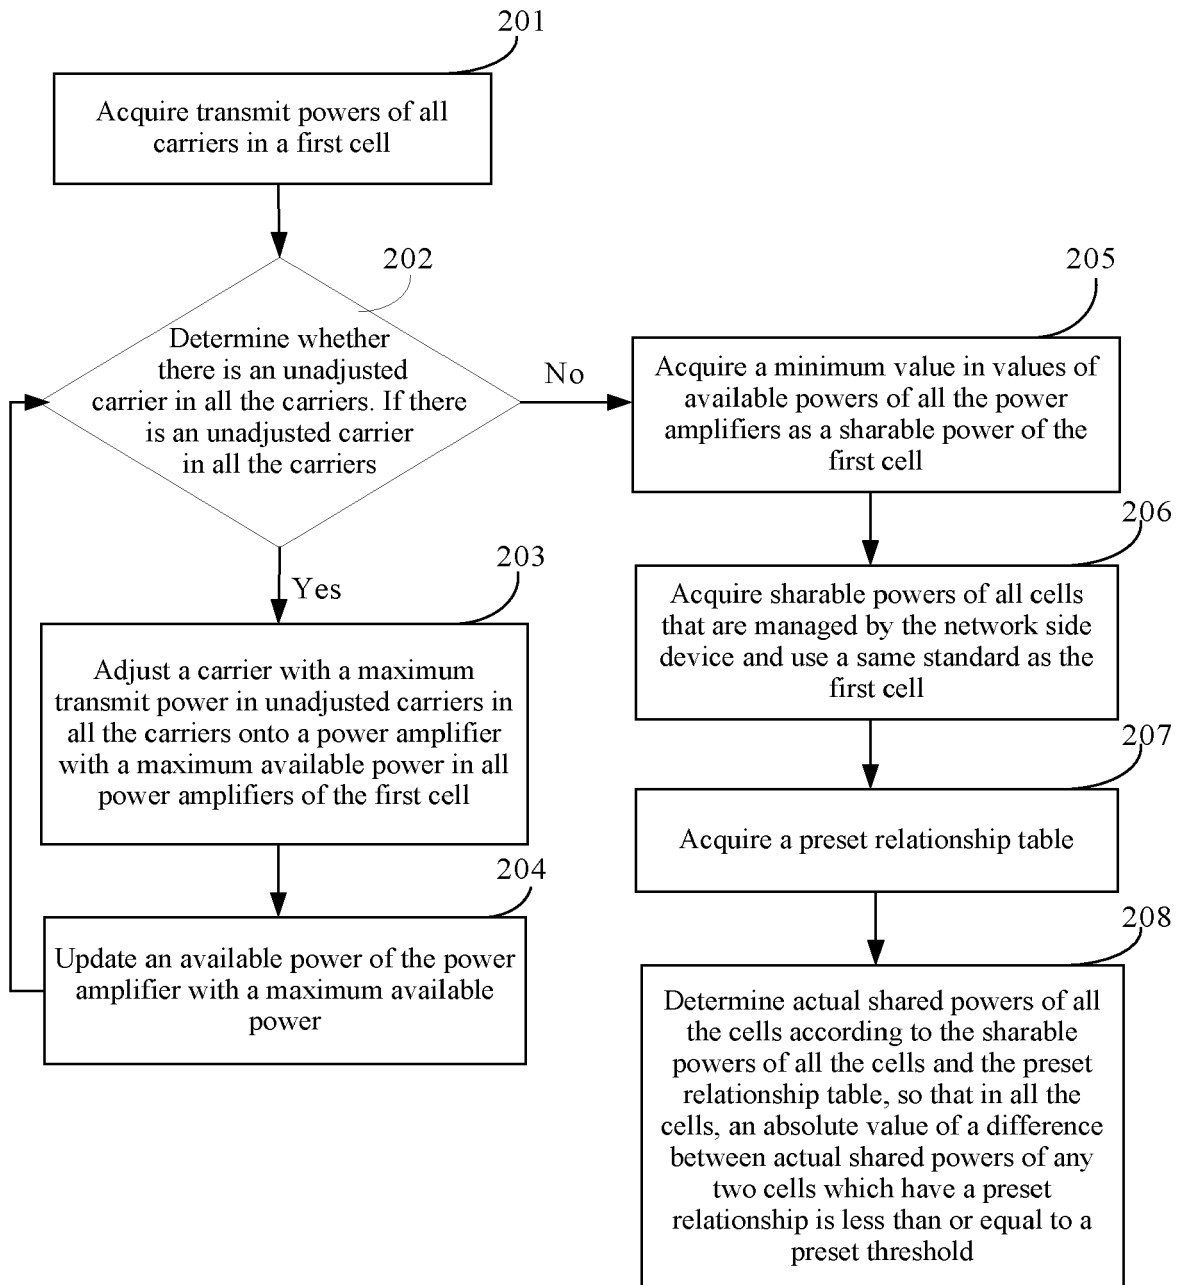 201
Acquire transmit powers of all
carriers in a first cell
202
Determine whether
there is an unadjusted
carrier in all the carriers. If there
is an unadjusted carrier
in all the carriers
No
Yes
203
Adjust a carrier with a maximum
transmit power in unadjusted carriers in
all the carriers onto a power amplifier
with a maximum available power in all
power amplifiers of the first cell
204
Update an available power of the power
amplifier with a maximum available
power
205
Acquire a minimum value in values of
available powers of all the power
amplifiers as a sharable power of the
first cell
206
Acquire sharable powers of all cells
that are managed by the network side
device and use a same standard as the
first cell
207
Acquire a preset relationship table
208
Determine actual shared powers of all
the cells according to the sharable
powers of all the cells and the preset
relationship table, so that in all the
cells, an absolute value of a difference
between actual shared powers of any
two cells which have a preset
relationship is less than or equal to a
preset threshold